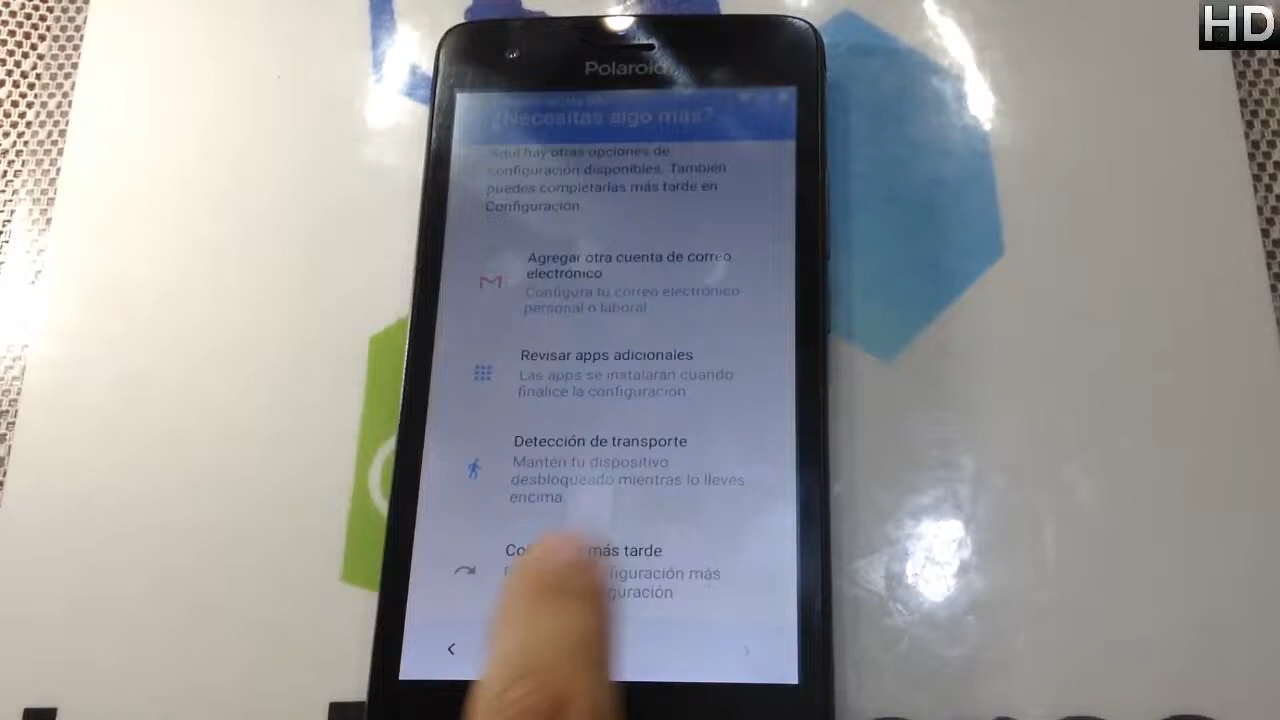 HD
Polaroid
¿Necesitas algo más?
Aquí hay otras opciones de
configuración disponibles. También
puedes completarlas más tarde en
Configuración
Agregar otra cuenta de correo
electrónico
Configura tu correo electrónico
personal o laboral
Revisar apps adicionales
Las apps se instalarán cuando
finalice la configuración
Detección de transporte
Mantén tu dispositivo
desbloqueado mientras lo lleves
encima
más tarde
más